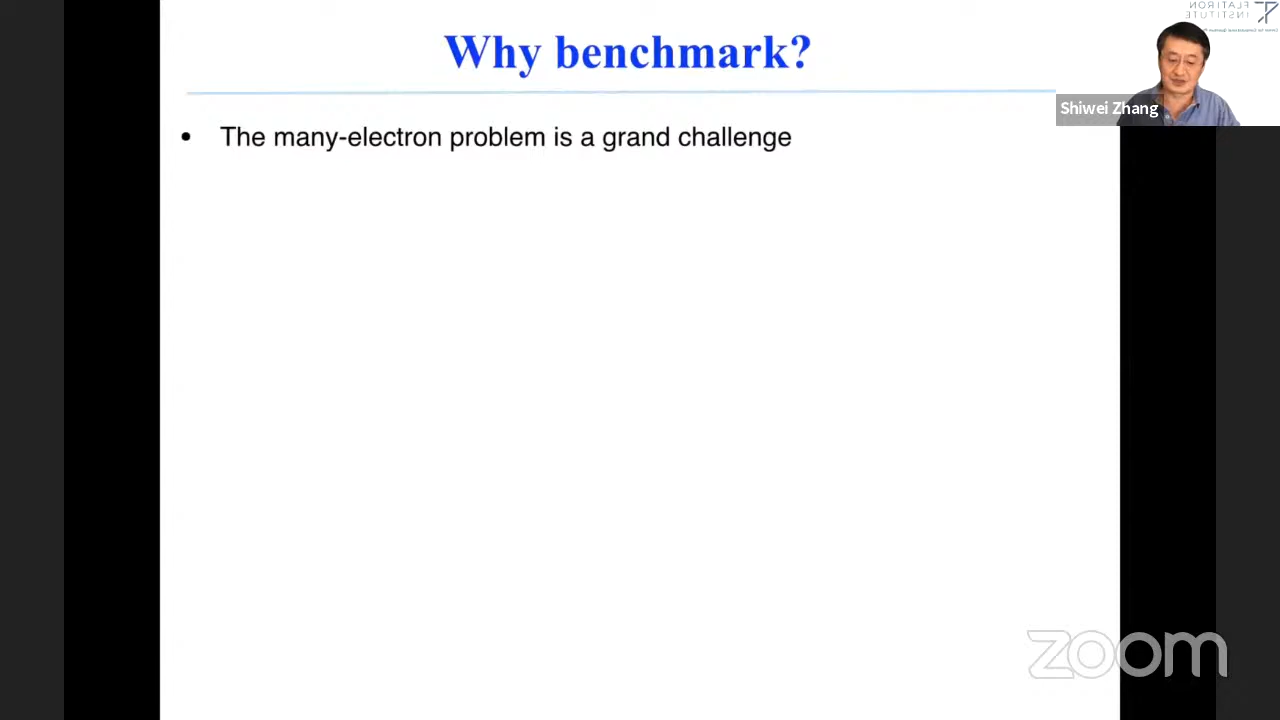 Why benchmark?
FLATIRON
INSTITUTE
Shiwei Zhang
• The many-electron problem is a grand challenge
zoom